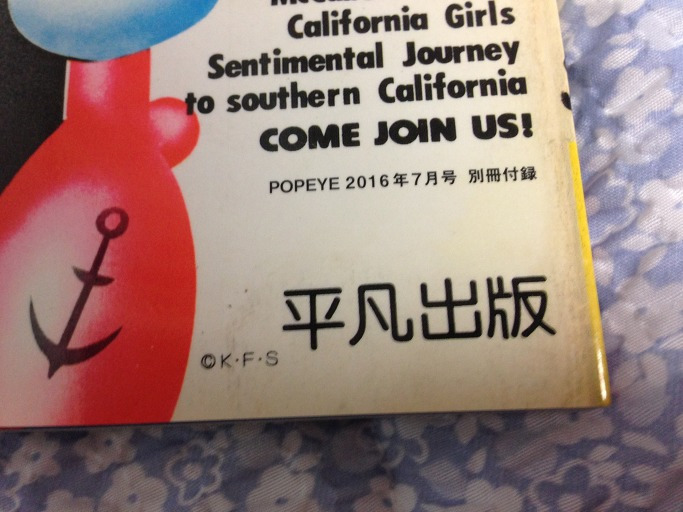 California Girls
Sentimental Journey
to southern California
COME JOIN US!
POPEYE 2016年7月号 別冊付録
平凡出版
©K・F・S